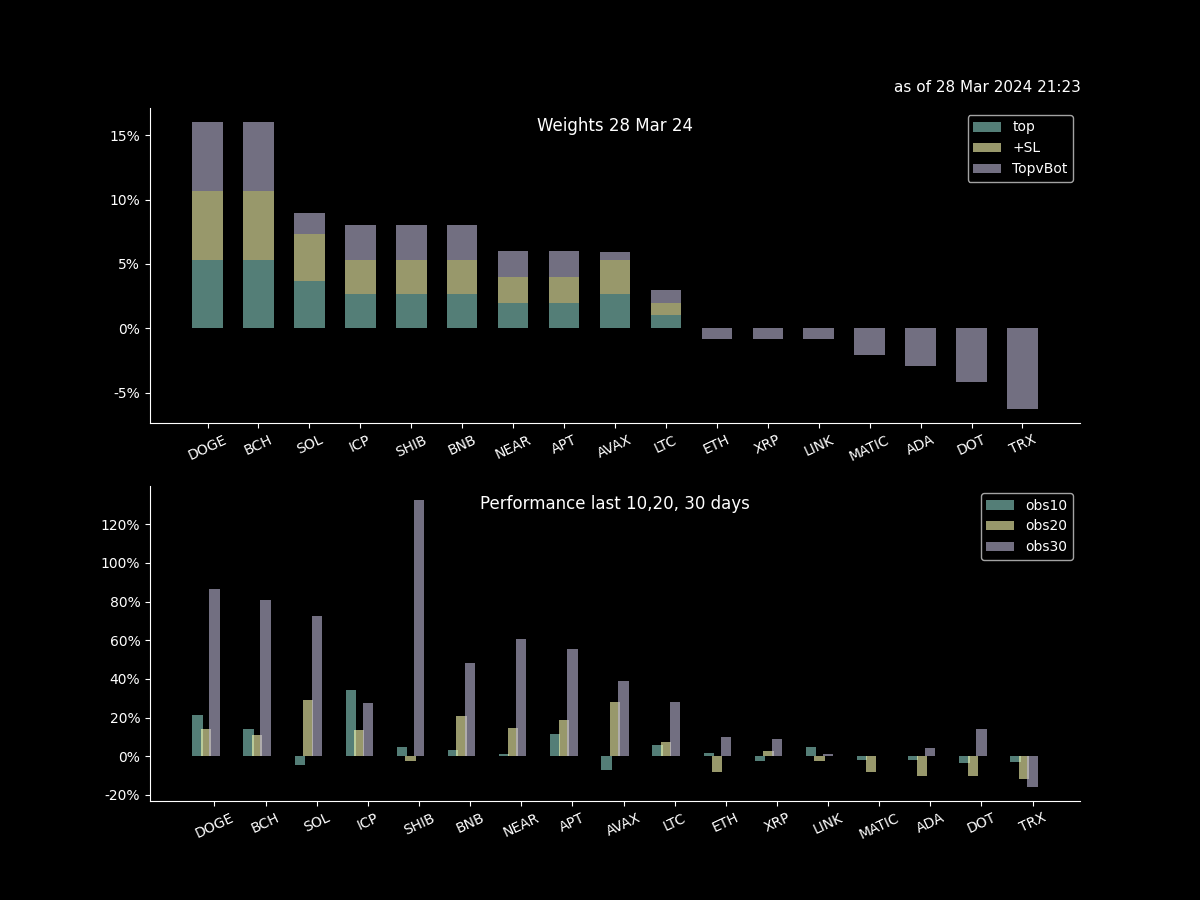 as of 28 Mar 2024 21:23
Weights 28 Mar 24
top
+SL
TopvBot
15%
10%
5%
0%
-5%
DOGE BCH SOL ICP SHIB BNB NEAR APT AVAX LTC ETH XRP LINK MATIC ADA DOT TRX
Performance last 10,20, 30 days
obs10
obs20
obs30
120%
100%
80%
60%
40%
20%
0%
-20%
DOGE BCH SOL ICP SHIB BNB NEAR APT AVAX LTC ETH XRP LINK MATIC ADA DOT TRX